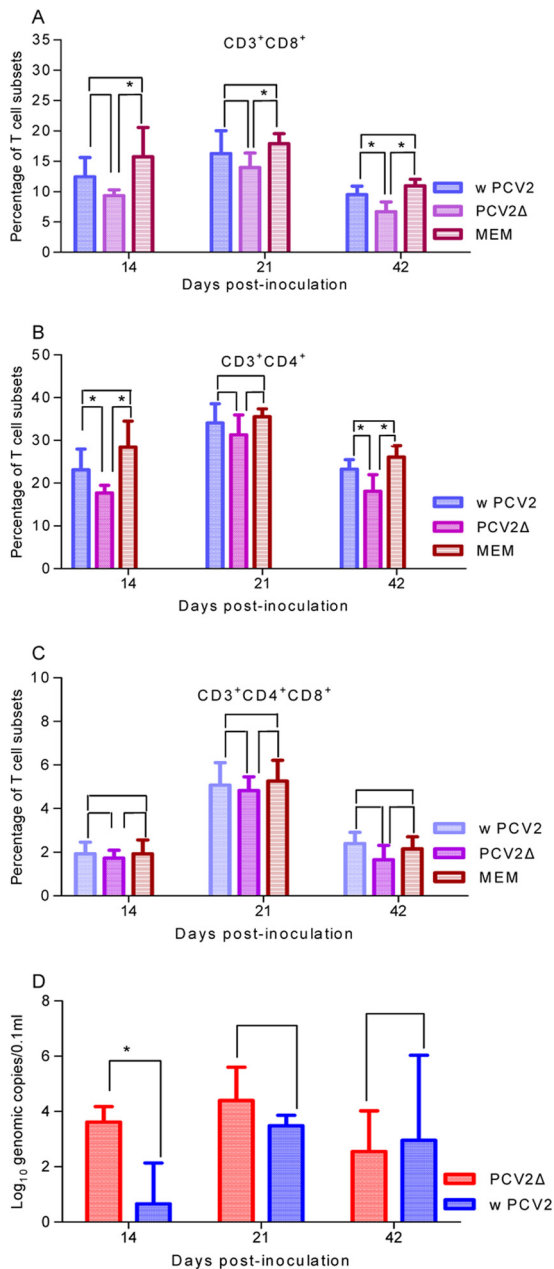 A
CD3⁺CD8⁺
Percentage of T cell subsets
35
30
25
20
15
10
5
0
*
*
*
*
14
21
42
Days post-inoculation
w PCV2
PCV2Δ
MEM
B
CD3⁺CD4⁺
Percentage of T cell subsets
50
40
30
20
10
0
*
*
*
*
14
21
42
Days post-inoculation
w PCV2
PCV2Δ
MEM
C
CD3⁺CD4⁺CD8⁺
Percentage of T cell subsets
10
8
6
4
2
0
14
21
42
Days post-inoculation
w PCV2
PCV2Δ
MEM
D
Log₁₀ genomic copies/0.1ml
8
6
4
2
0
*
14
21
42
Days post-inoculation
PCV2Δ
w PCV2